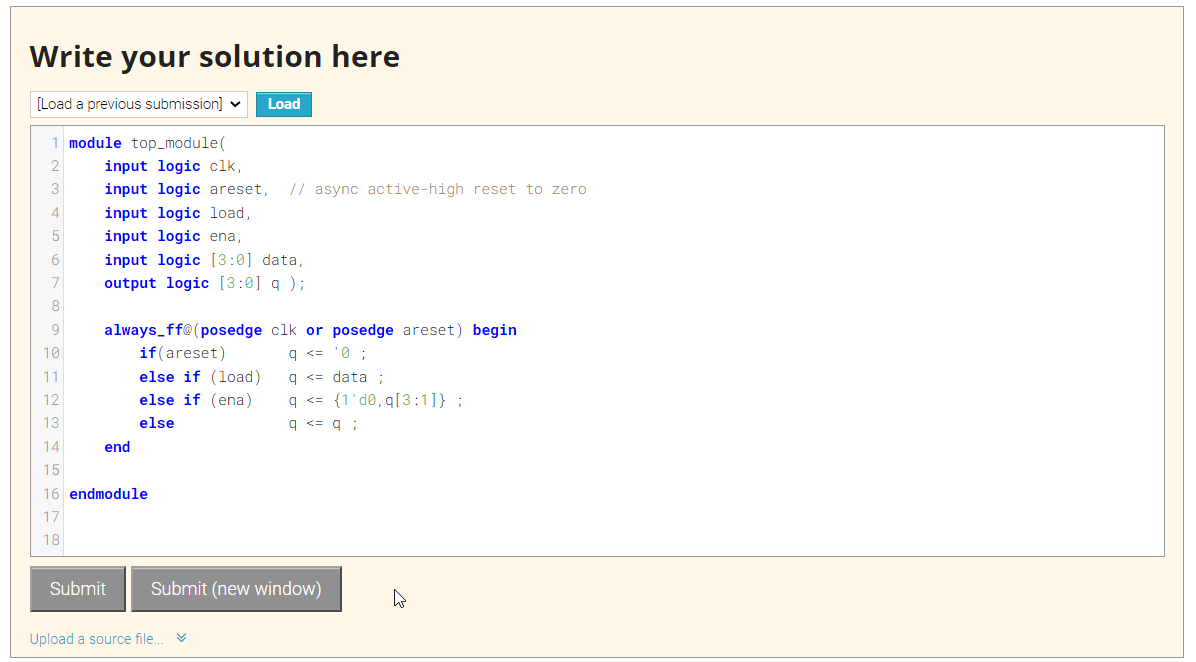 Write your solution here
[Load a previous submission] Load
1 module top_module(
2     input logic clk,
3     input logic areset,  // async active-high reset to zero
4     input logic load,
5     input logic ena,
6     input logic [3:0] data,
7     output logic [3:0] q );
8
9     always_ff@(posedge clk or posedge areset) begin
10         if(areset)       q <= '0 ;
11         else if (load)   q <= data ;
12         else if (ena)    q <= {1'd0,q[3:1]} ;
13         else             q <= q ;
14     end
15
16 endmodule
17
18
Submit Submit (new window)
Upload a source file...